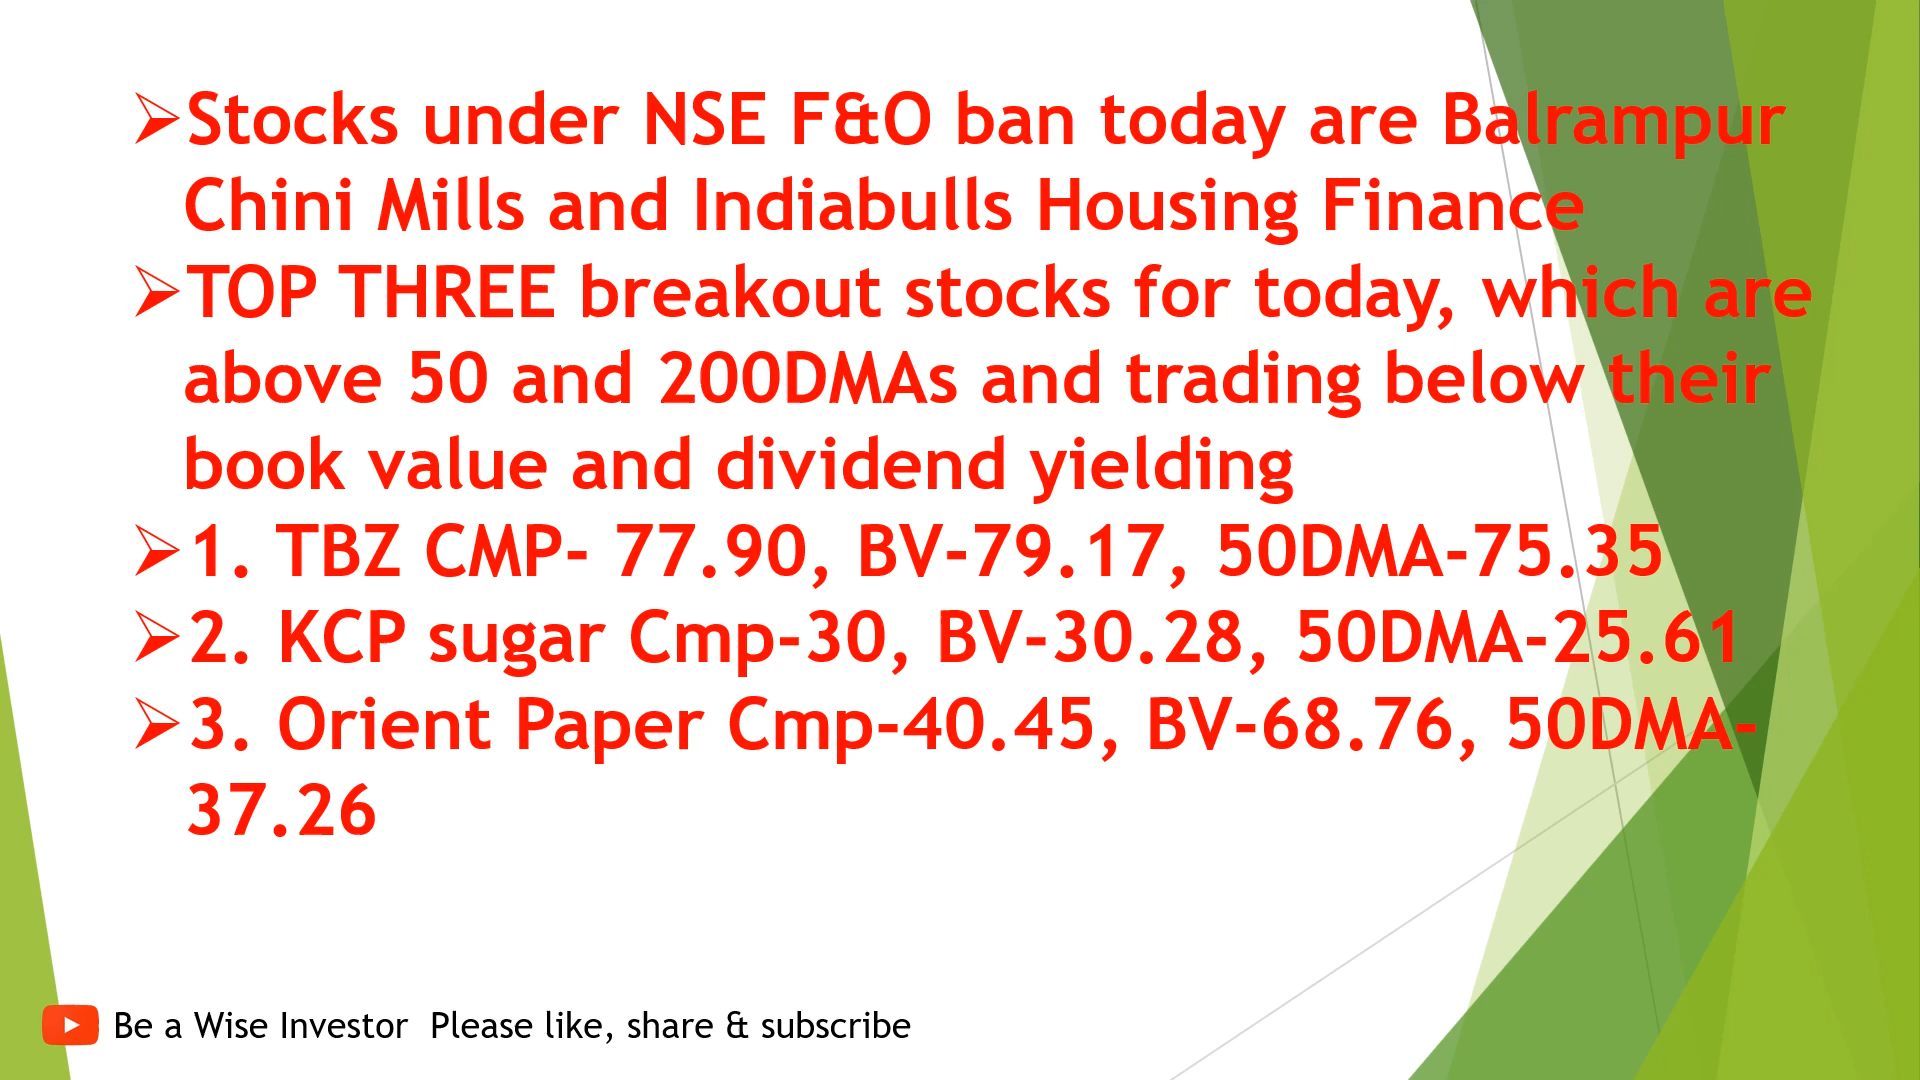 ➢Stocks under NSE F&O ban today are Balrampur
Chini Mills and Indiabulls Housing Finance
➢TOP THREE breakout stocks for today, which are
above 50 and 200DMAs and trading below their
book value and dividend yielding
➢1. TBZ CMP- 77.90, BV-79.17, 50DMA-75.35
➢2. KCP sugar Cmp-30, BV-30.28, 50DMA-25.61
➢3. Orient Paper Cmp-40.45, BV-68.76, 50DMA-
37.26
Be a Wise Investor  Please like, share & subscribe